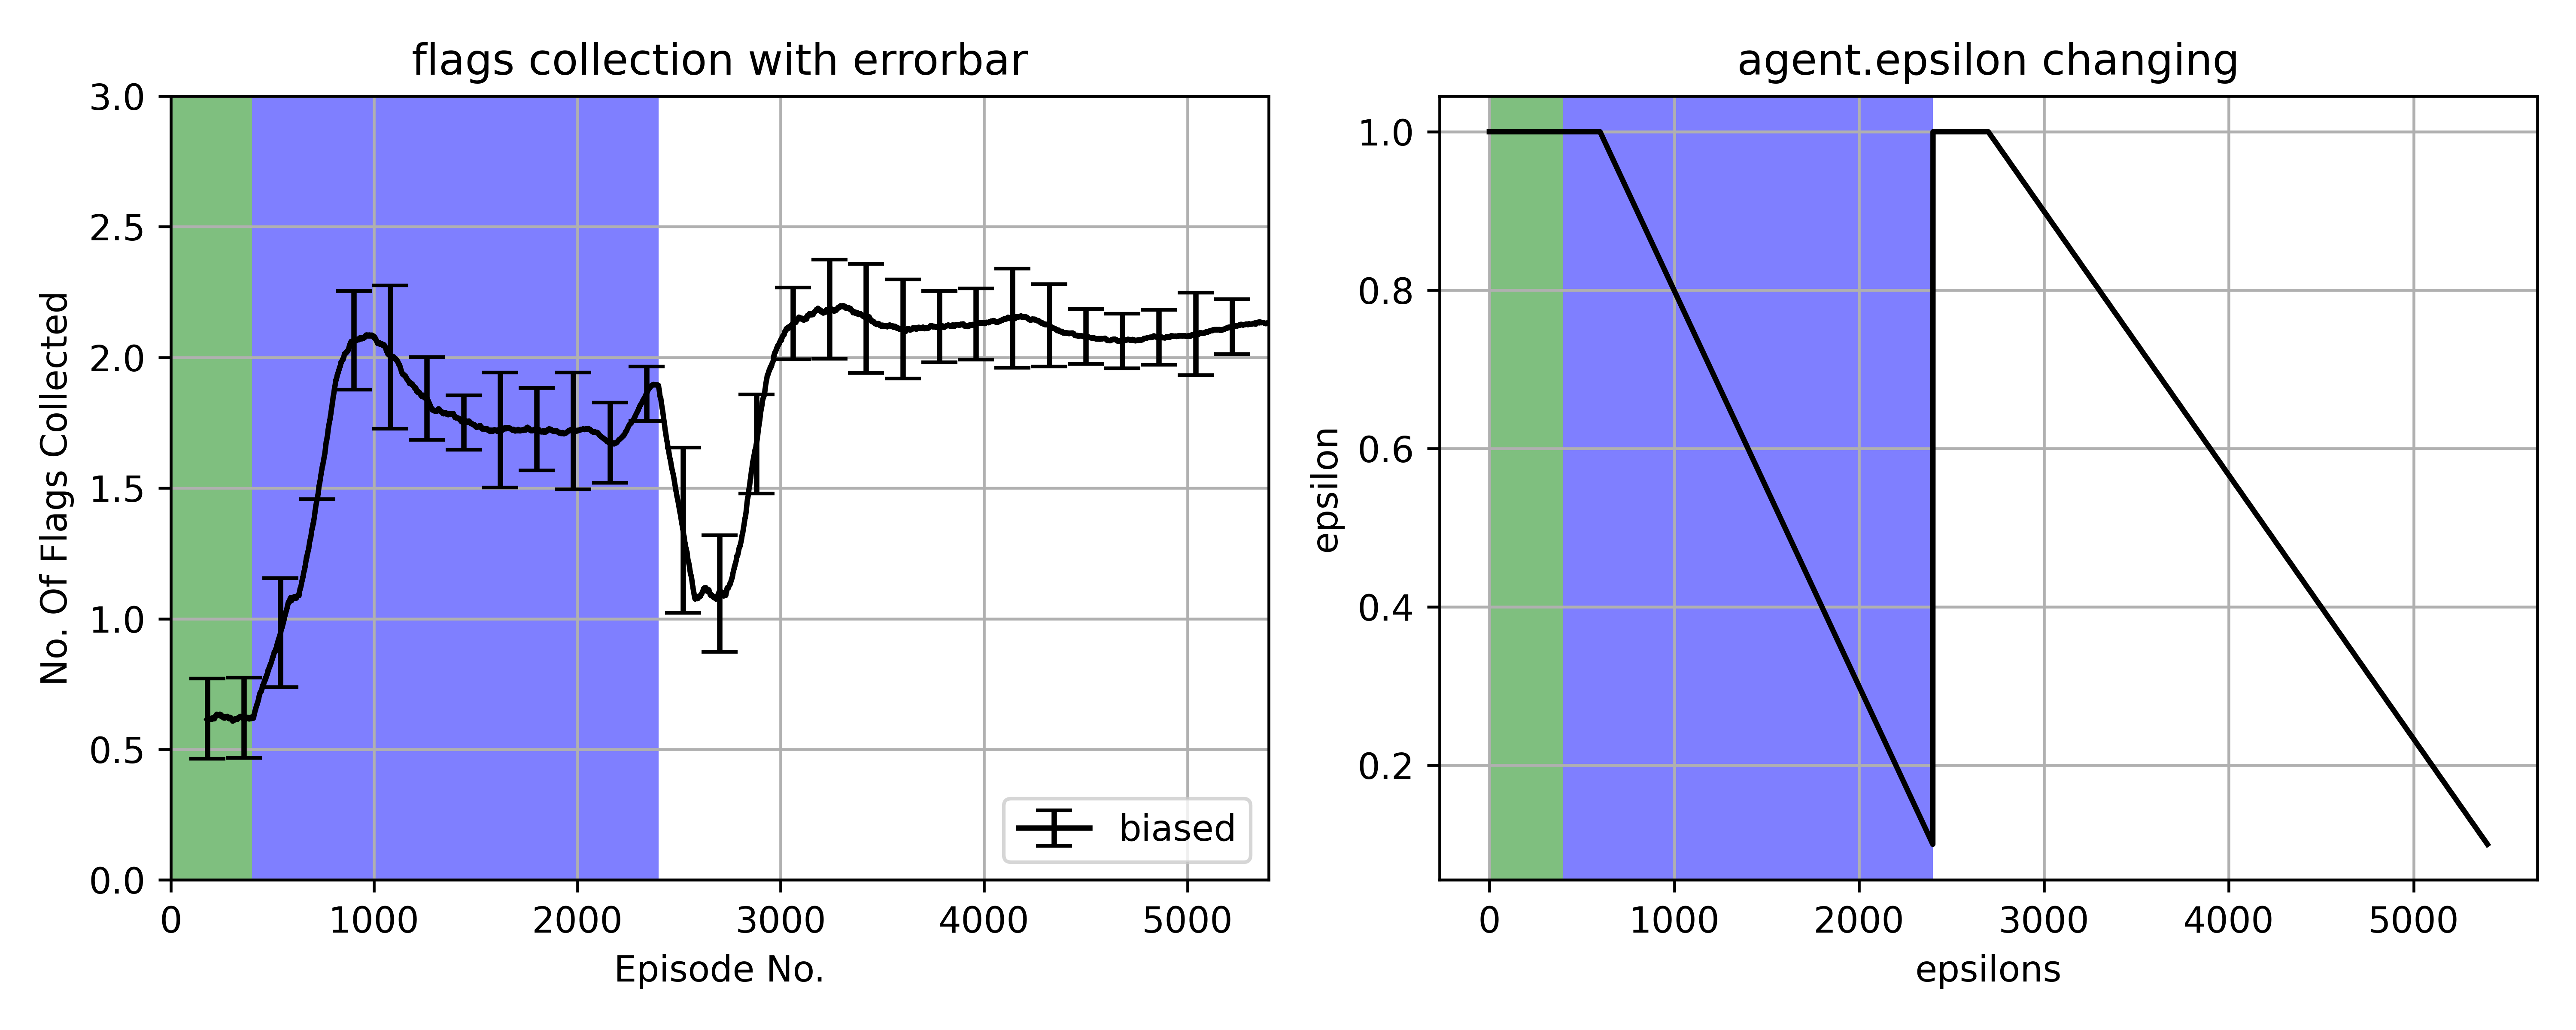 flags collection with errorbar
No. Of Flags Collected
3.0
2.5
2.0
1.5
1.0
0.5
0.0
0 1000 2000 3000 4000 5000
Episode No.
biased
agent.epsilon changing
epsilon
1.0
0.8
0.6
0.4
0.2
0 1000 2000 3000 4000 5000
epsilons